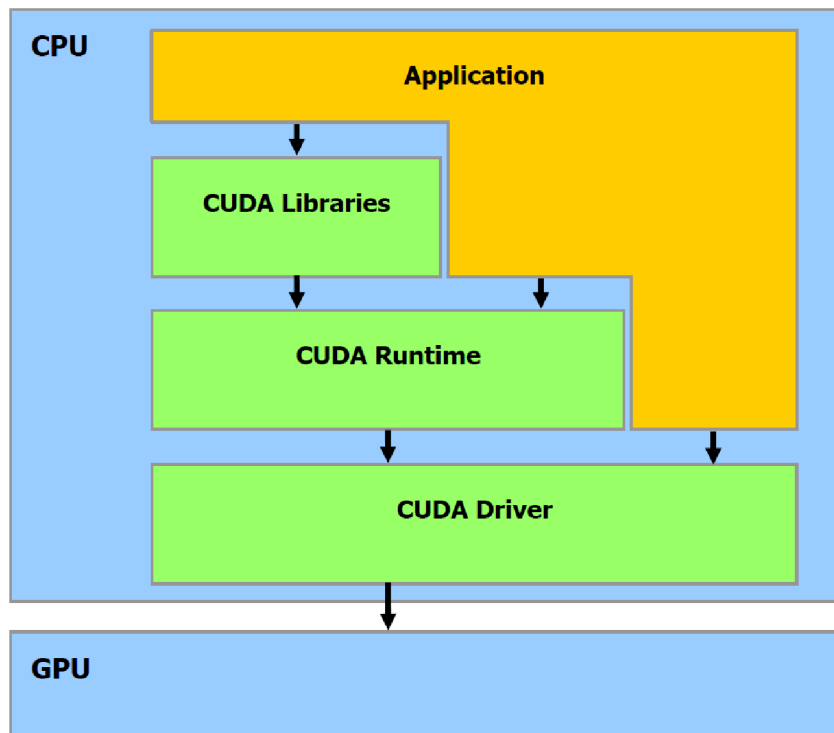 CPU
Application
CUDA Libraries
CUDA Runtime
CUDA Driver
GPU